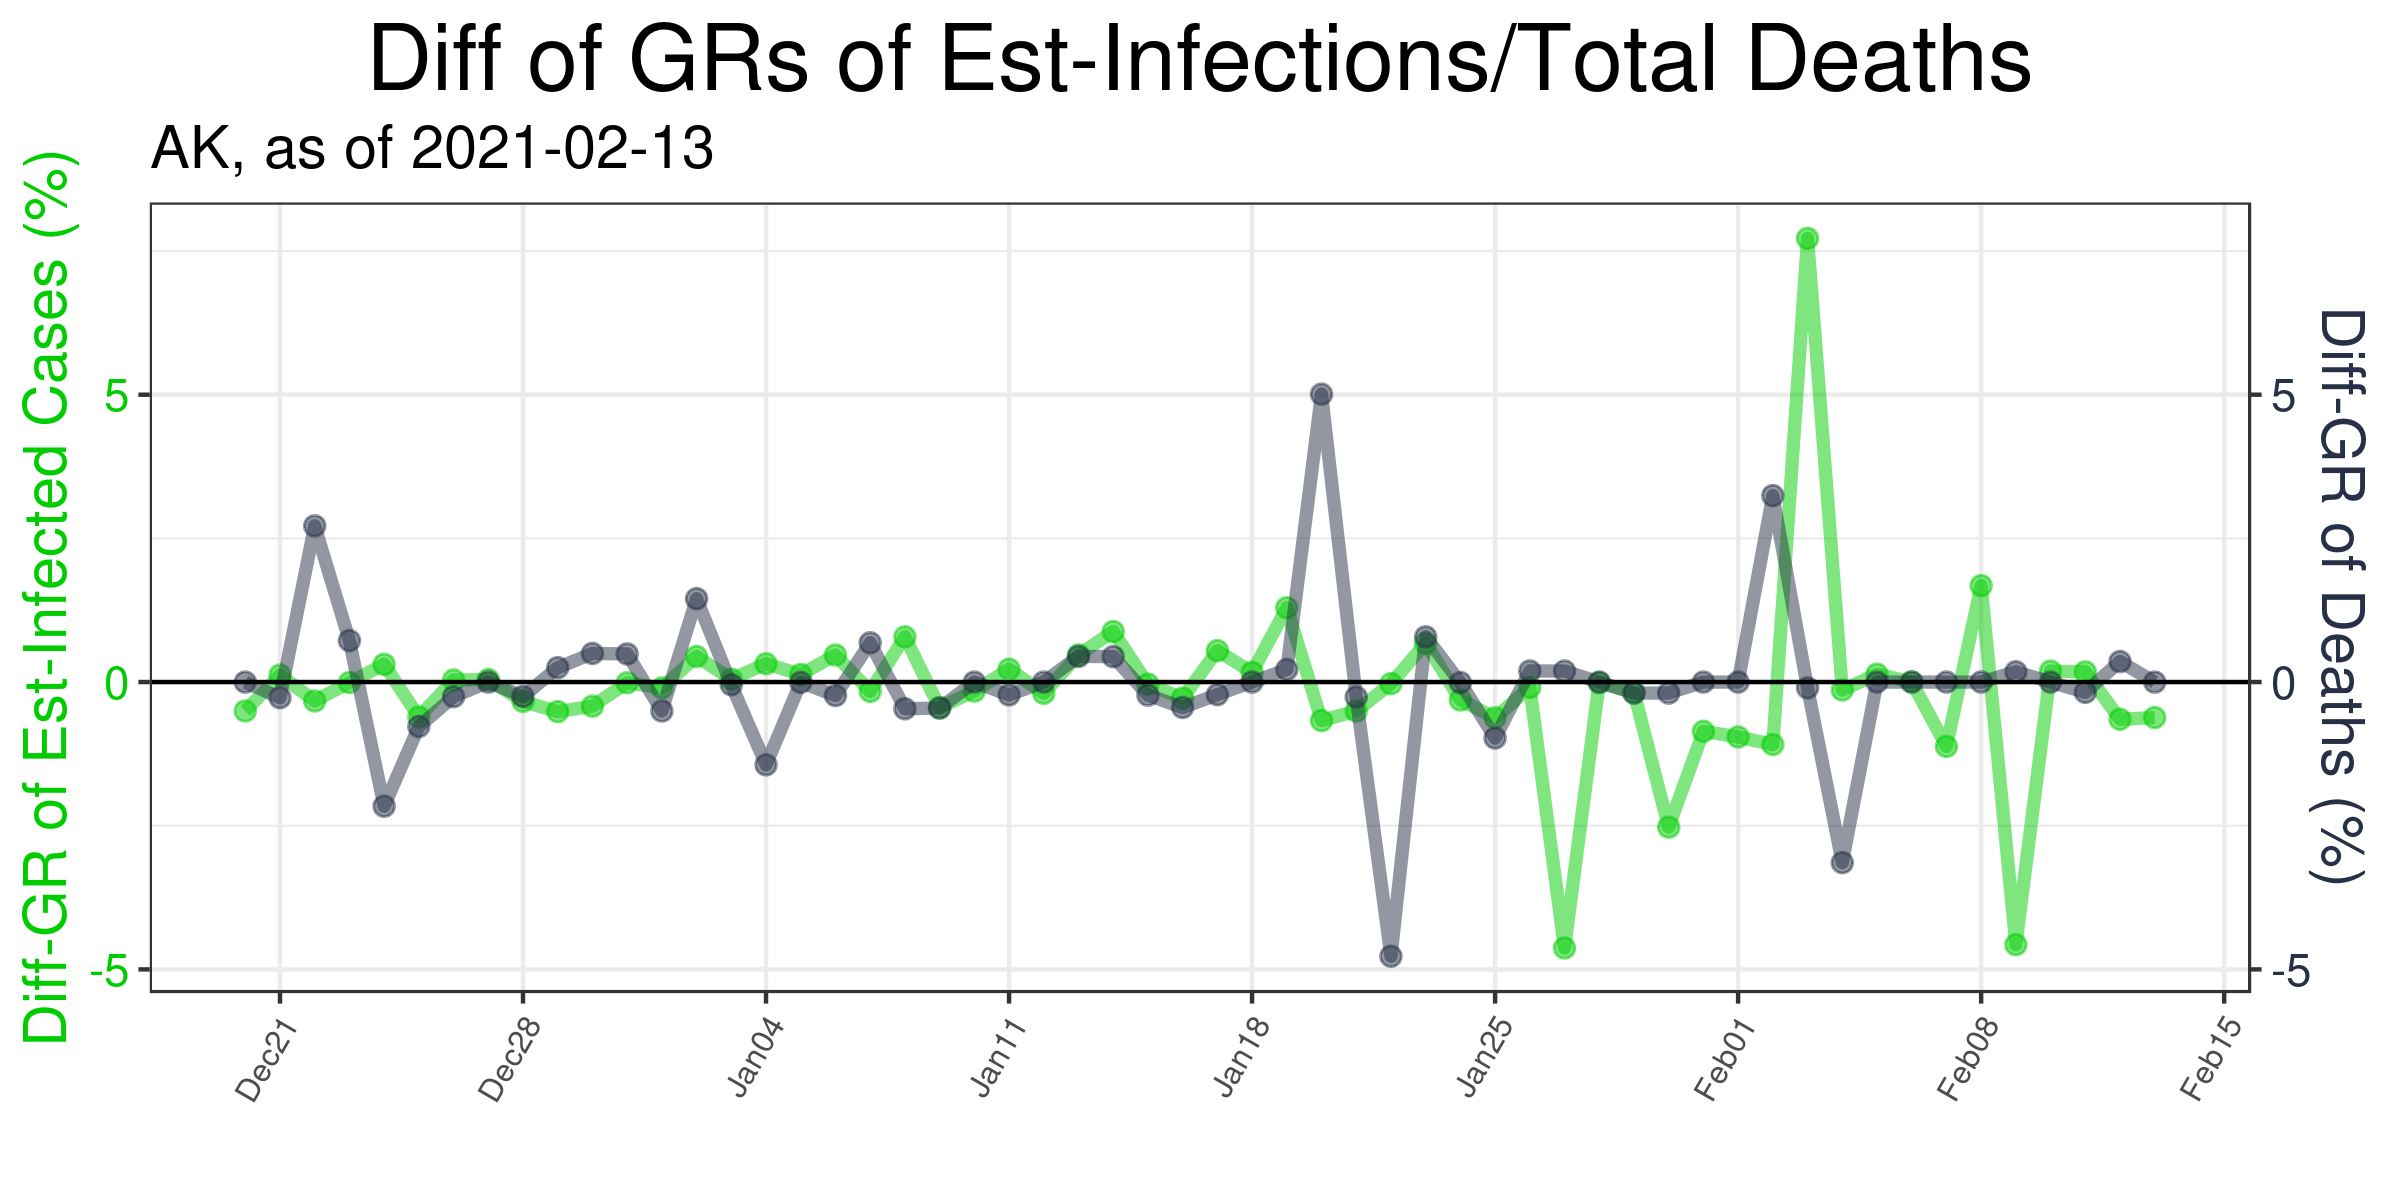 Diff of GRs of Est-Infections/Total Deaths
AK, as of 2021-02-13
Diff-GR of Est-Infected Cases (%)
5
0
-5
5
0
-5
Diff-GR of Deaths (%)
Dec21
Dec28
Jan04
Jan11
Jan18
Jan25
Feb01
Feb08
Feb15